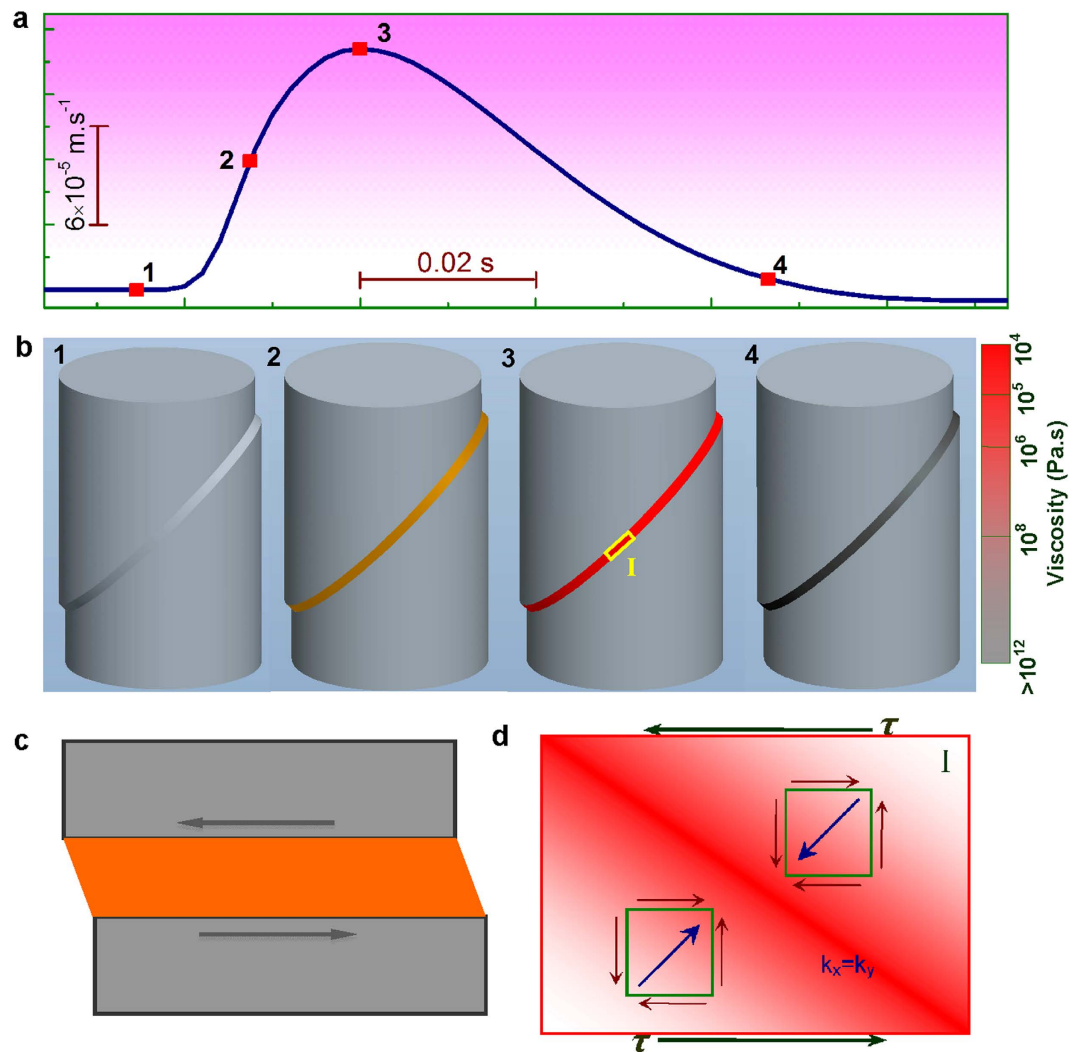 a
3
2
1
4
6×10⁻⁵ m.s⁻¹
0.02 s
b
1
2
3
4
I
10⁴
10⁵
10⁶
10⁸
>10¹²
Viscosity (Pa.s)
c
d
τ
I
kₓ=kᵧ
τ